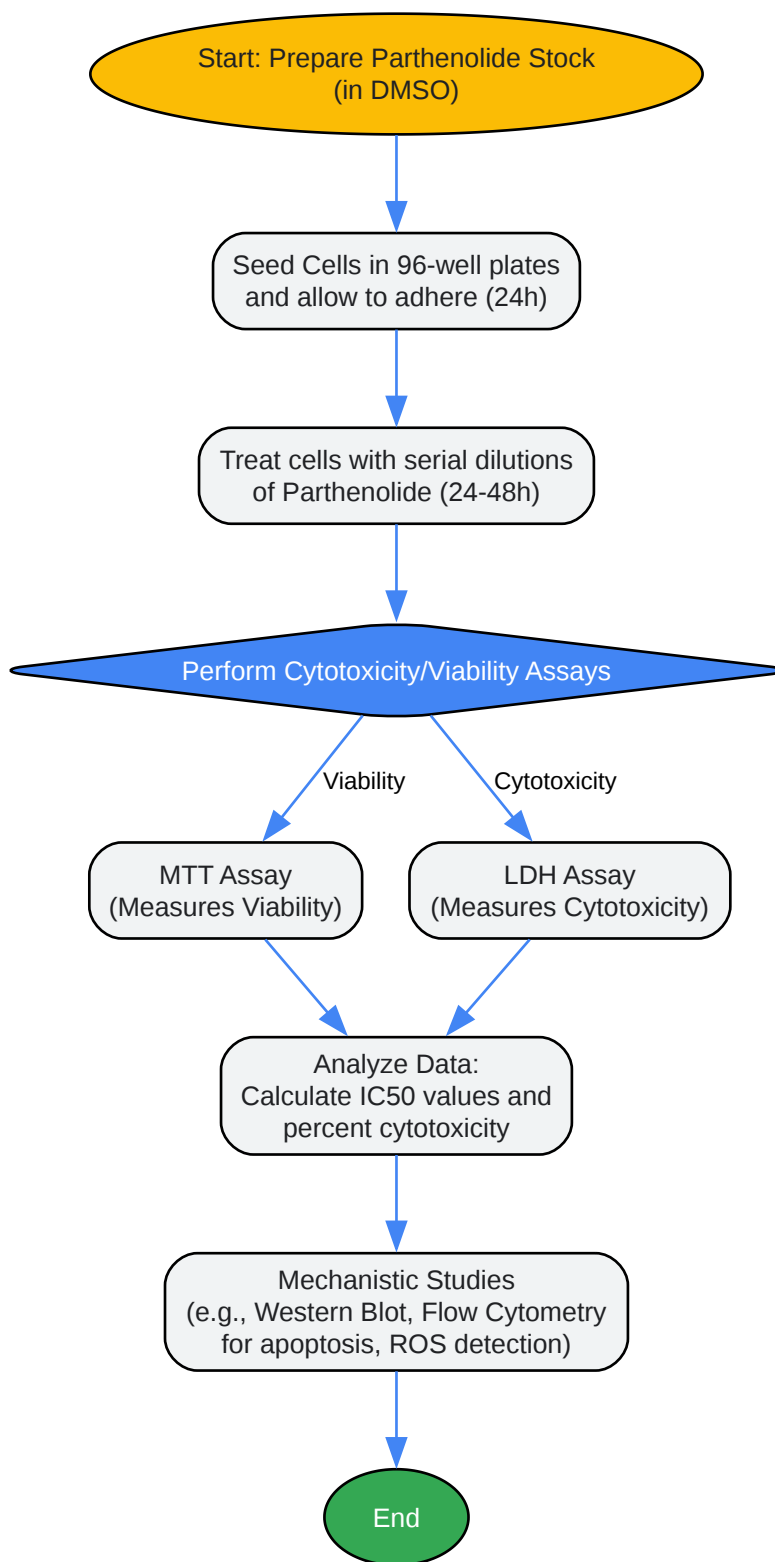 Start: Prepare Parthenolide Stock
(in DMSO)
Seed Cells in 96-well plates
and allow to adhere (24h)
Treat cells with serial dilutions
of Parthenolide (24-48h)
Perform Cytotoxicity/Viability Assays
Viability
Cytotoxicity
MTT Assay
(Measures Viability)
LDH Assay
(Measures Cytotoxicity)
Analyze Data:
Calculate IC50 values and
percent cytotoxicity
Mechanistic Studies
(e.g., Western Blot, Flow Cytometry
for apoptosis, ROS detection)
End